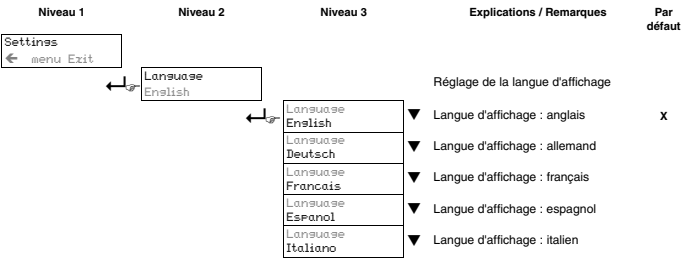 Niveau 1 Niveau 2 Niveau 3 Explications / Remarques Par défaut
Settings
← menu Exit
Language
English
Réglage de la langue d'affichage
Language
English
▼ Langue d'affichage : anglais x
Language
Deutsch
▼ Langue d'affichage : allemand
Language
Francais
▼ Langue d'affichage : français
Language
Espanol
▼ Langue d'affichage : espagnol
Language
Italiano
▼ Langue d'affichage : italien